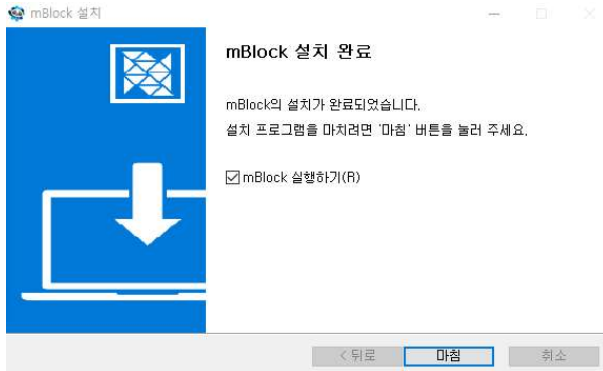 mBlock 설치
mBlock 설치 완료
mBlock의 설치가 완료되었습니다.
설치 프로그램을 마치려면 '마침' 버튼을 눌러 주세요.
mBlock 실행하기(R)
< 뒤로
마침
취소